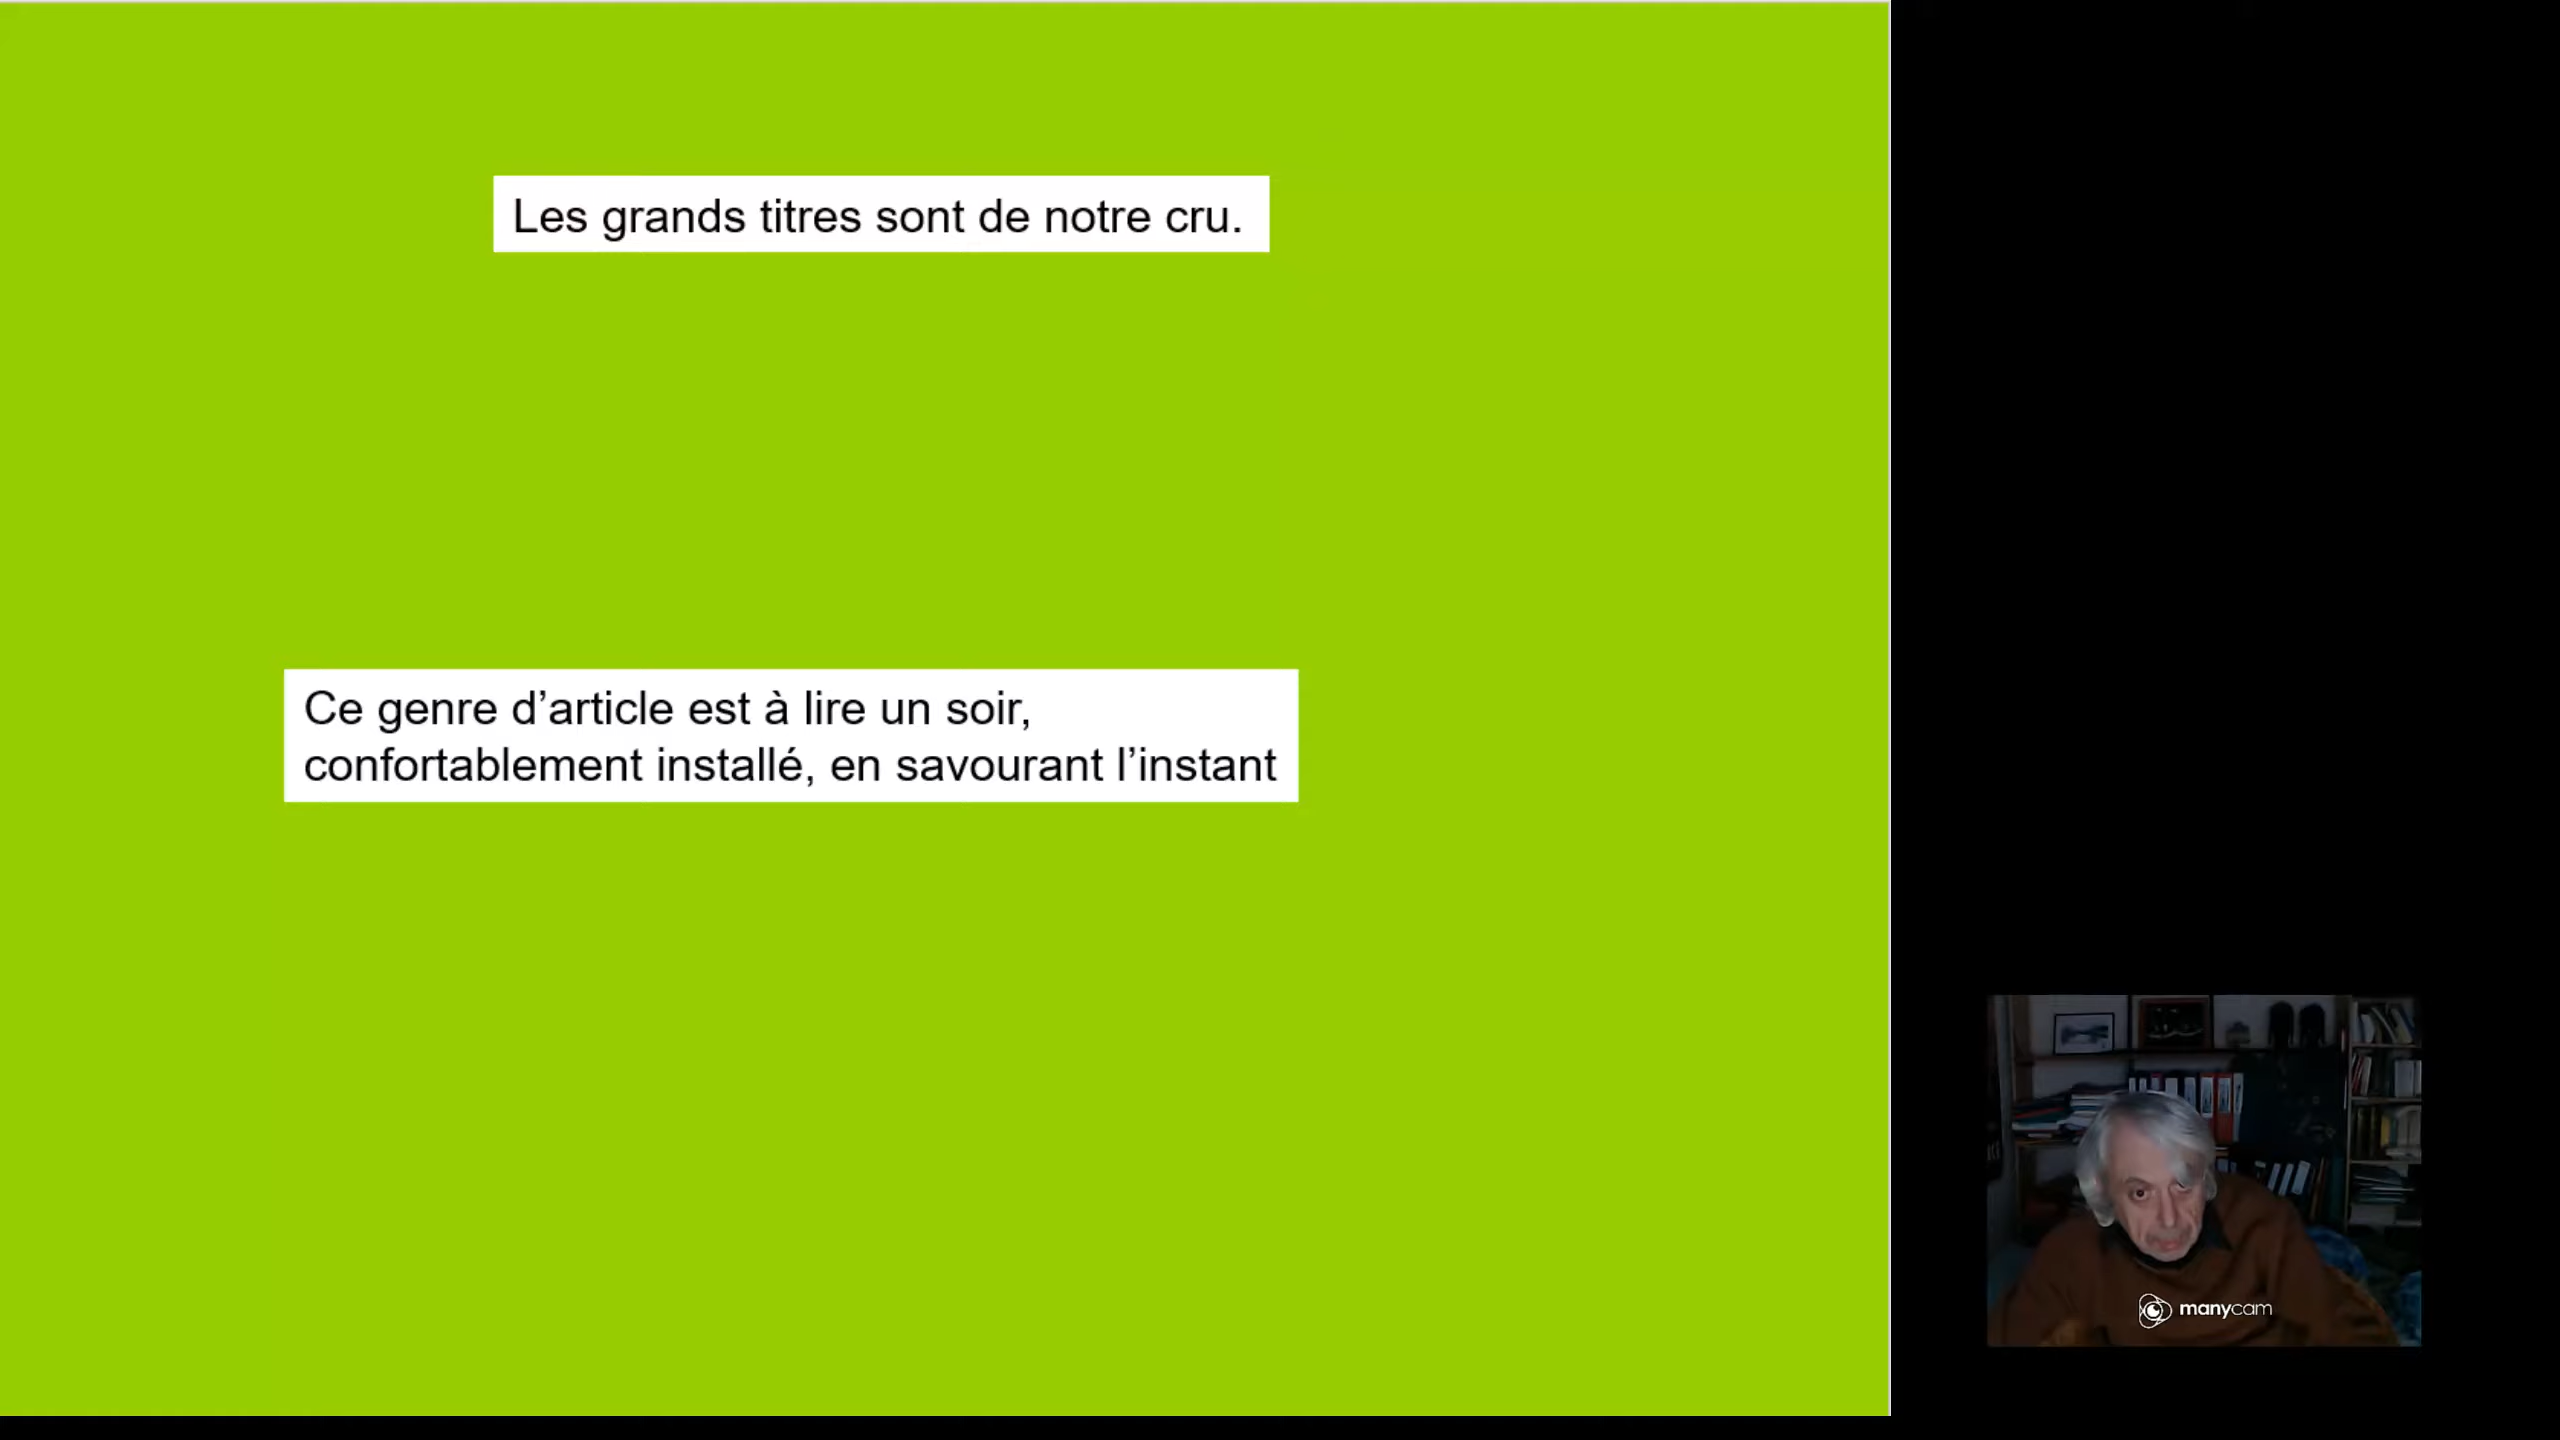 Les grands titres sont de notre cru.
Ce genre d’article est à lire un soir,
confortablement installé, en savourant l’instant
manycam